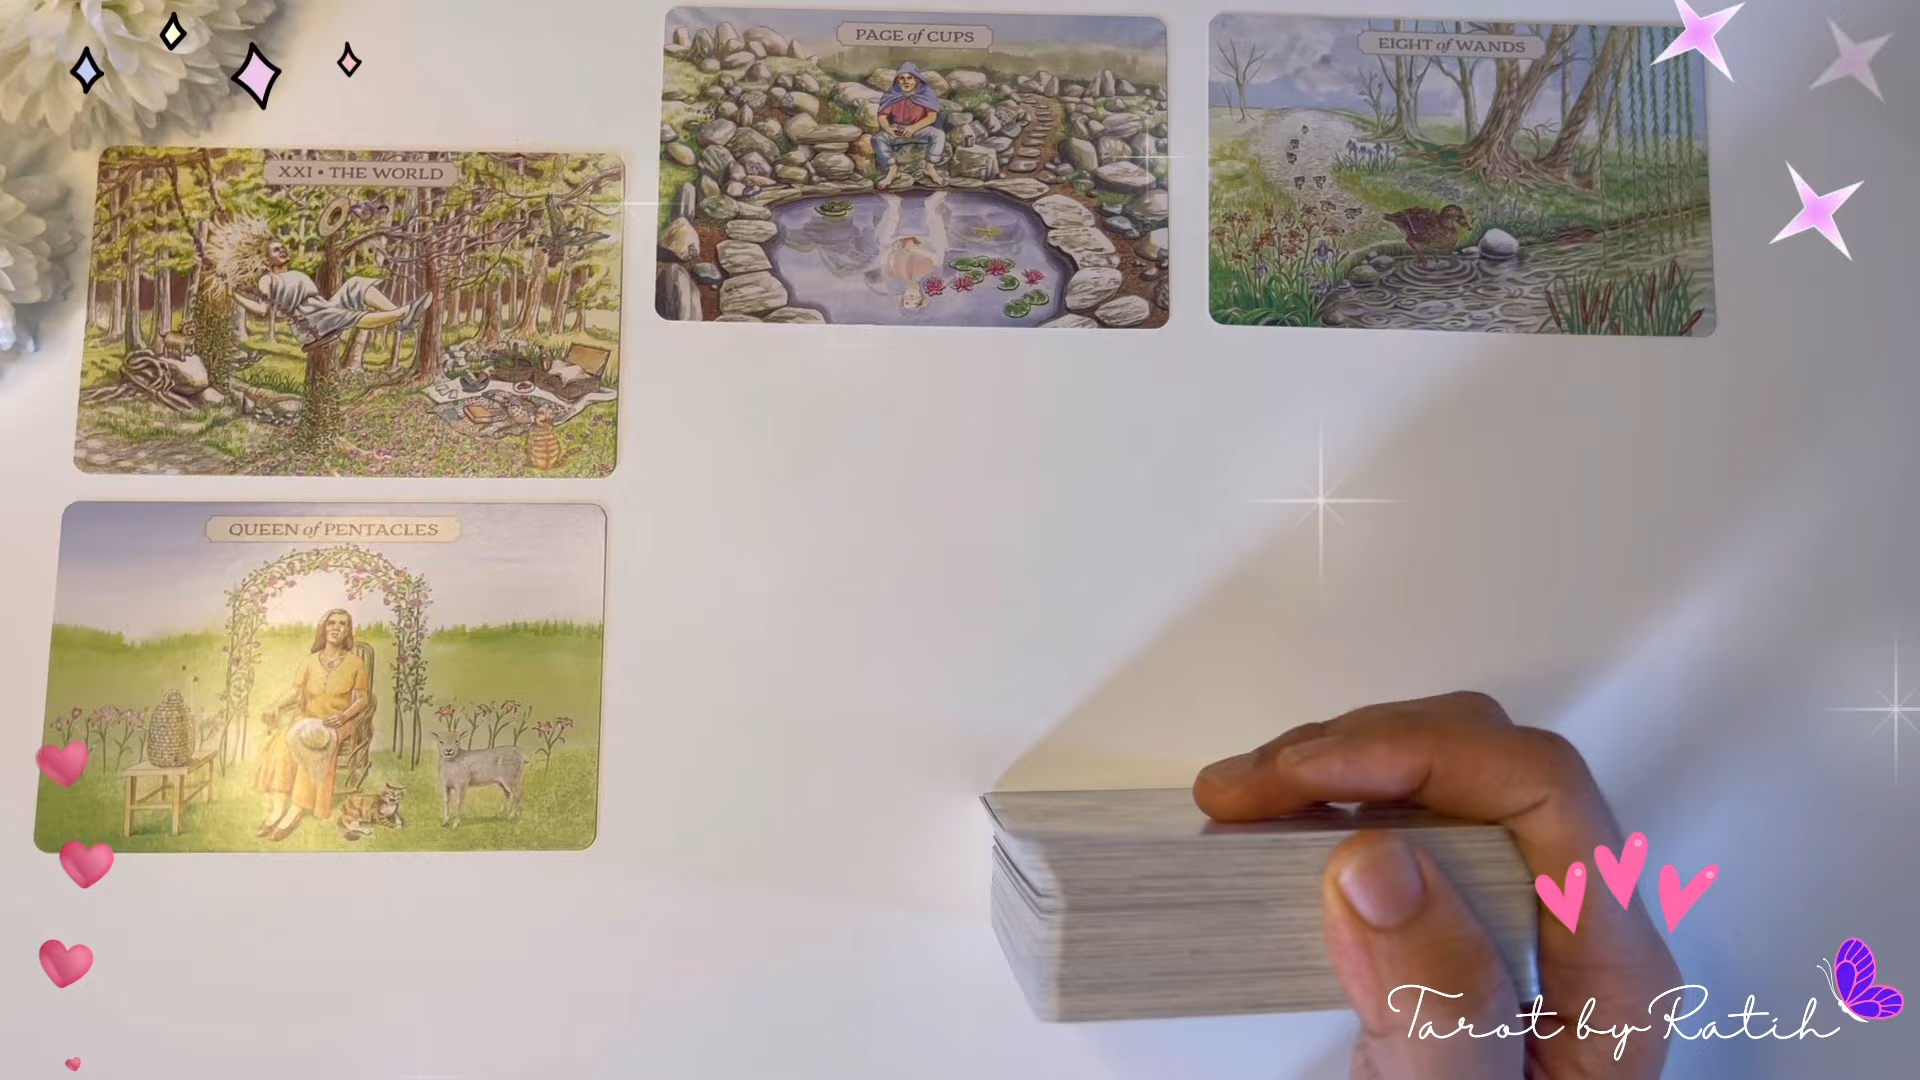 PAGE of CUPS
EIGHT of WANDS
XXI • THE WORLD
QUEEN of PENTACLES
Tarot by Ratih